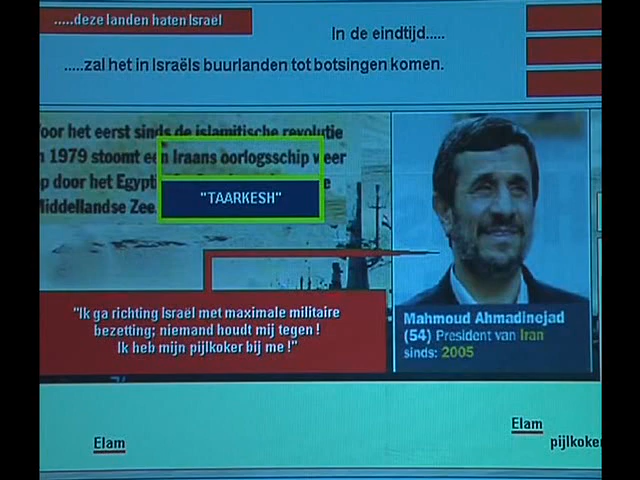 .....deze landen haten Israël
In de eindtijd.....
.....zal het in Israëls buurlanden tot botsingen komen.
oor het eerst sinds de islamitische revolutie
1979 stoomt een Iraans oorlogsschip weer
p door het Egypt
Middellandse Zee.
"TAARKESH"
"Ik ga richting Israël met maximale militaire
bezetting; niemand houdt mij tegen !
Ik heb mijn pijlkoker bij me !"
Mahmoud Ahmadinejad
(54) President van Iran
sinds: 2005
Elam
Elam
pijlkoker